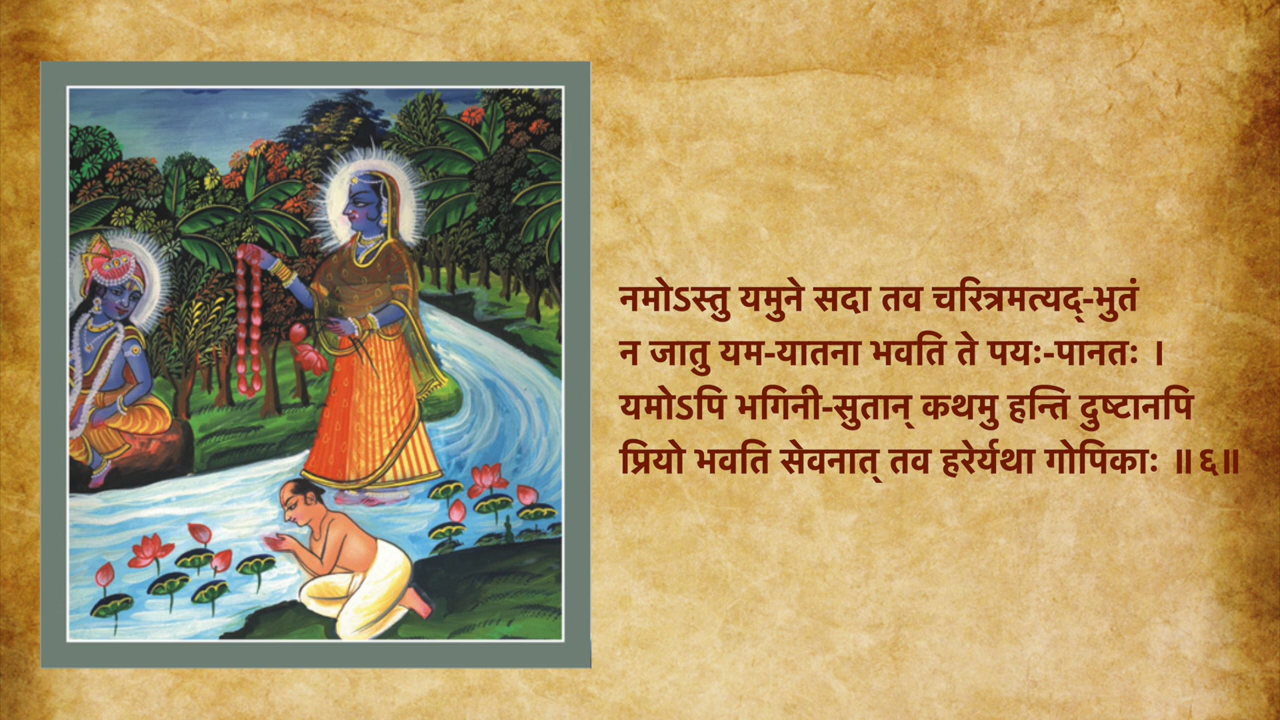 नमोऽस्तु यमुने सदा तव चरित्रमत्यद्‌-भुतं
न जातु यम-यातना भवति ते पयः-पानतः ।
यमोऽपि भगिनी-सुतान् कथमु हन्ति दुष्टानपि
प्रियो भवति सेवनात् तव हरेर्यथा गोपिकाः ॥६॥